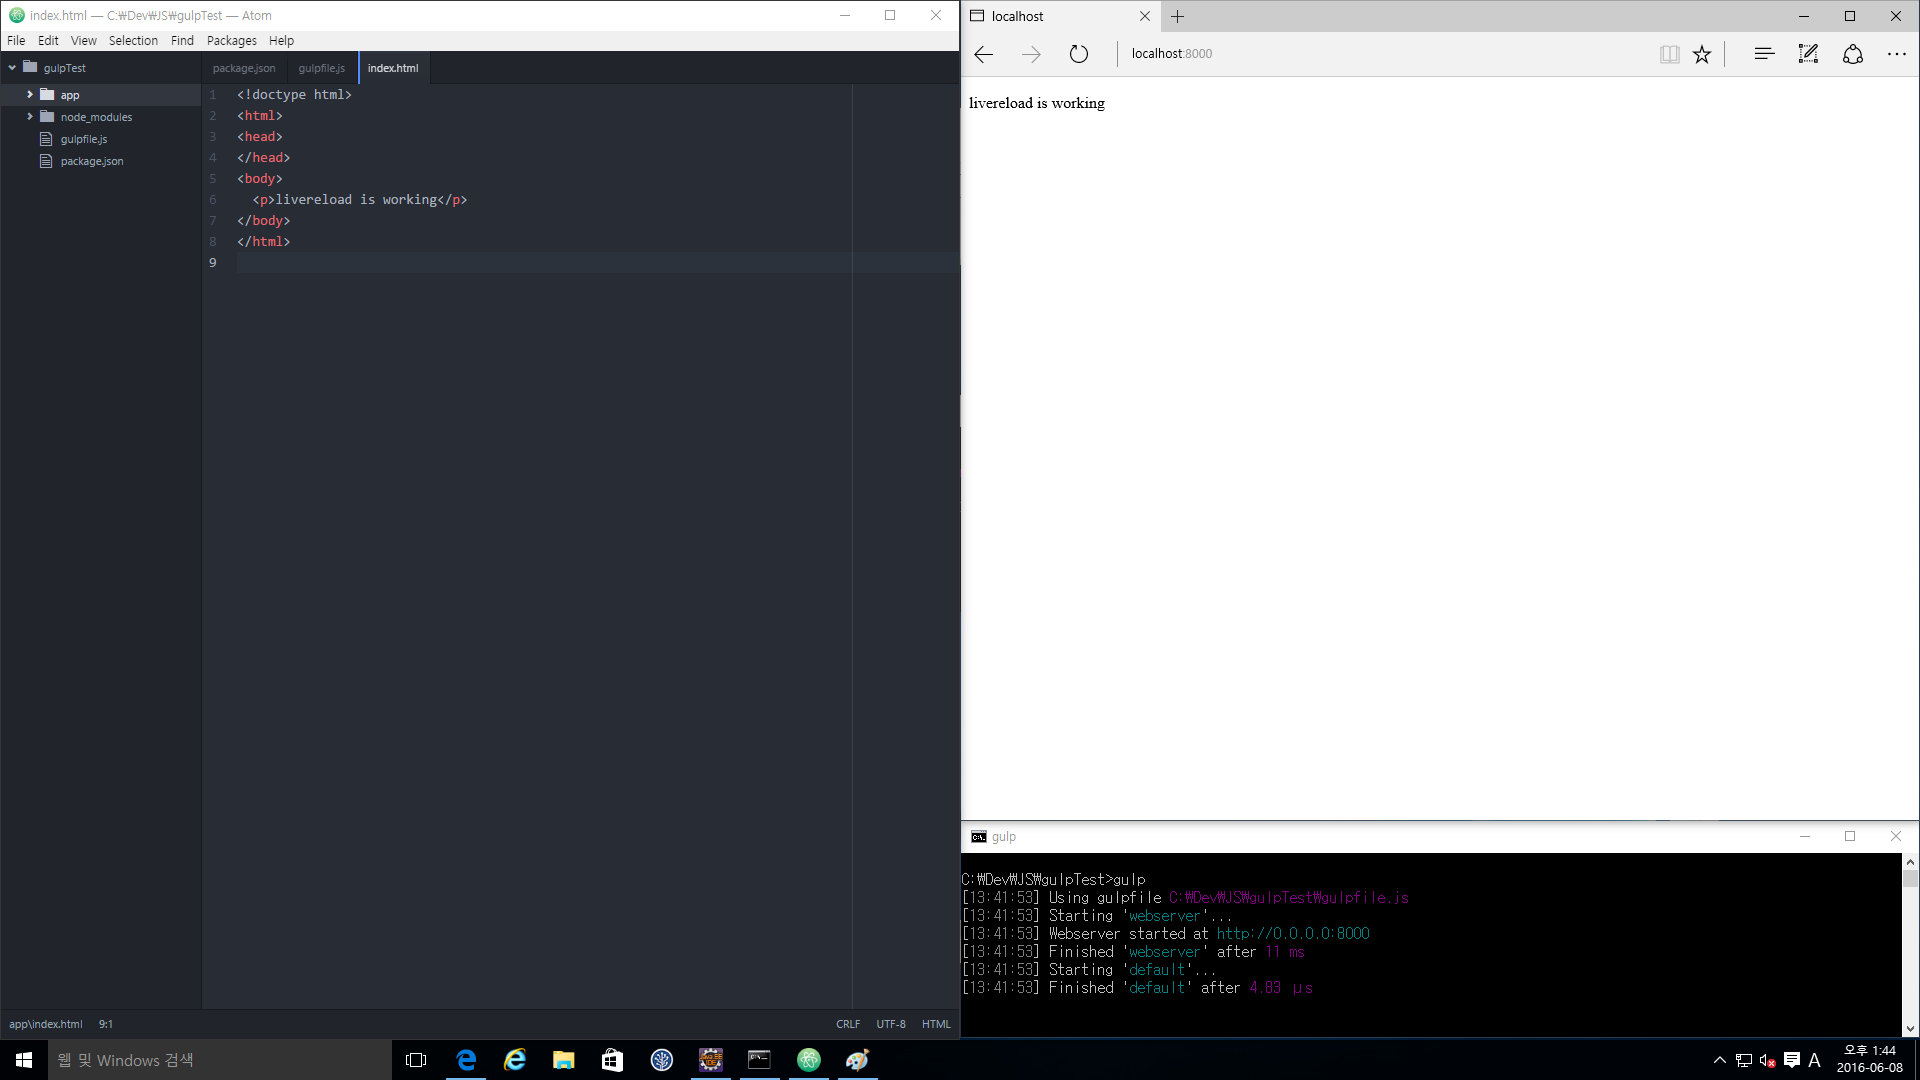 index.html — C:₩Dev₩JS₩gulpTest — Atom
File Edit View Selection Find Packages Help
gulpTest
app
node_modules
gulpfile.js
package.json
package.json gulpfile.js index.html
1 <!doctype html>
2 <html>
3 <head>
4 </head>
5 <body>
6 <p>livereload is working</p>
7 </body>
8 </html>
9
app\index.html 9:1 CRLF UTF-8 HTML
localhost
localhost:8000
livereload is working
gulp
C:₩Dev₩JS₩gulpTest>gulp
[13:41:53] Using gulpfile C:₩Dev₩JS₩gulpTest₩gulpfile.js
[13:41:53] Starting 'webserver'...
[13:41:53] Webserver started at http://0.0.0.0:8000
[13:41:53] Finished 'webserver' after 11 ms
[13:41:53] Starting 'default'...
[13:41:53] Finished 'default' after 4.83 μs
웹 및 Windows 검색
A
오후 1:44
2016-06-08